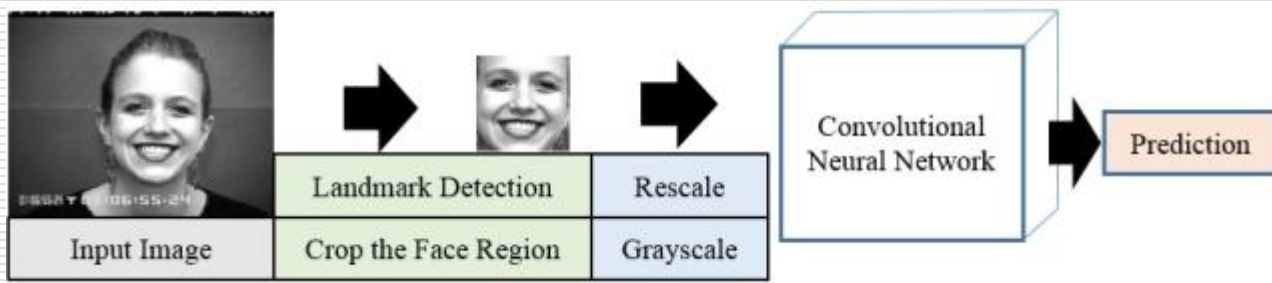 Landmark Detection
Rescale
Input Image
Crop the Face Region
Grayscale
Convolutional
Neural Network
Prediction